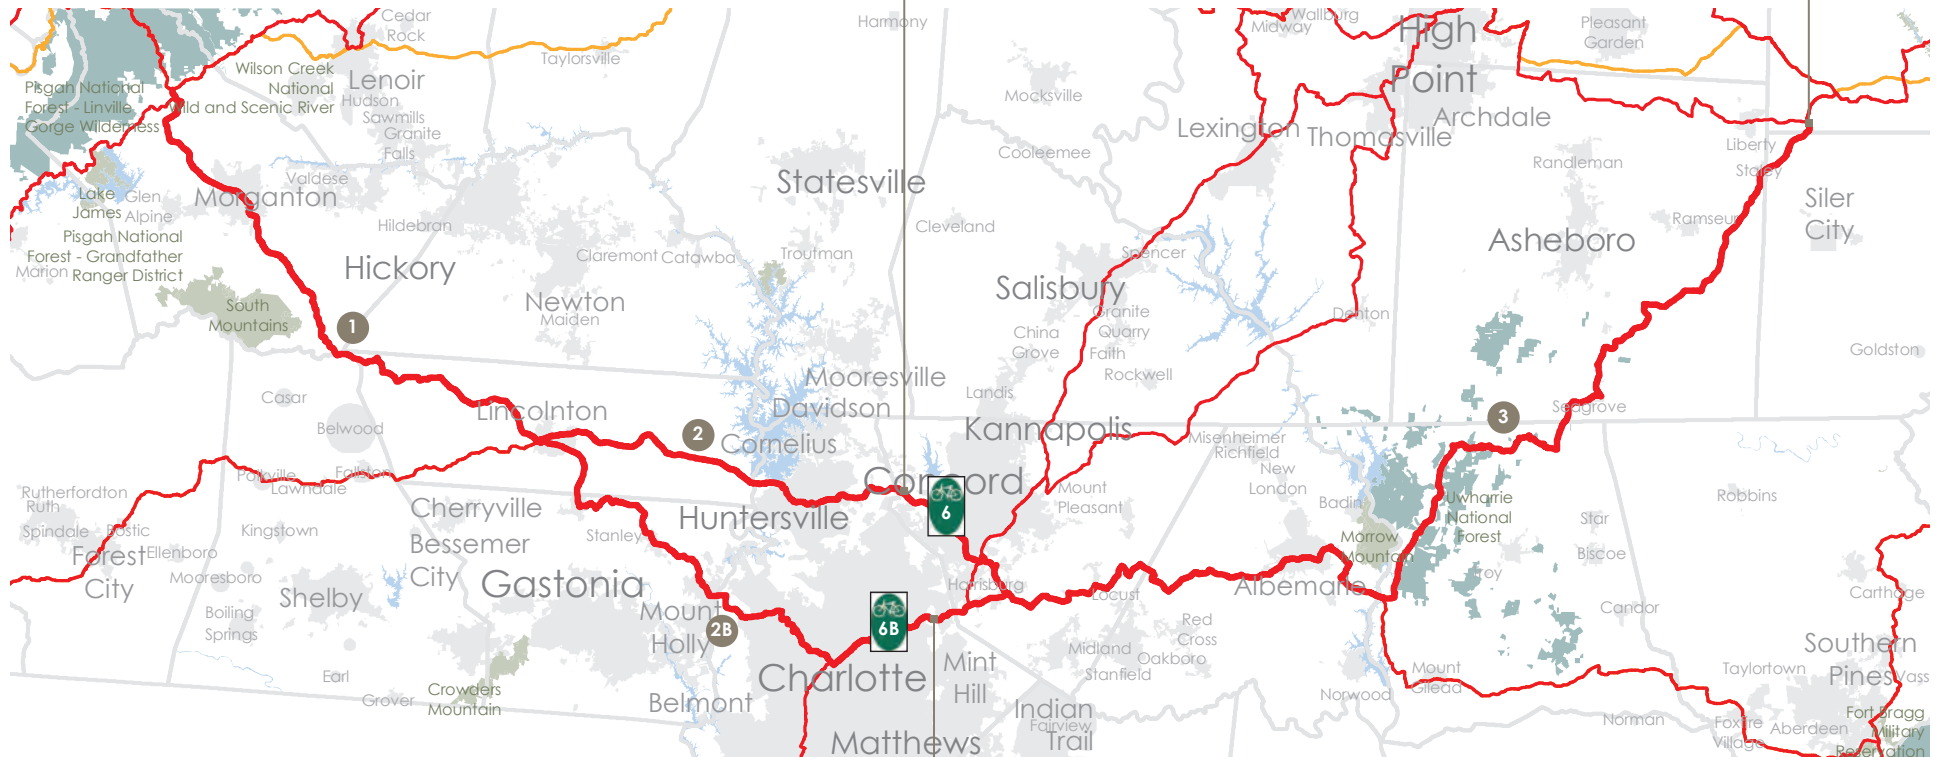 Cedar
Rock
Harmony
Wallburg
Midway
High
Point
Pleasant
Garden
Taylorsville
Wilson Creek
National
Wild and Scenic River
Lenoir
Pisgah National
Forest - Linville
Gorge Wilderness
Hudson
Sawmills
Granite
Falls
Mocksville
Lexington
Thomasville
Archdale
Cooleemee
Liberty
Staley
Randleman
Valdese
Statesville
Lake
James
Glen
Alpine
Morganton
Siler
City
Hildebran
Cleveland
Ramseur
Pisgah National
Forest - Grandfather
Ranger District
Marion
Claremont
Catawba
Troutman
Spencer
Asheboro
Hickory
Newton
Maiden
Salisbury
Granite
Quarry
Denton
South
Mountains
1
China
Grove
Faith
Rockwell
Goldston
Mooresville
Davidson
Landis
Casar
Lincolnton
Belwood
2
Cornelius
Kannapolis
Misenheimer
Richfield
New
London
3
Seagrove
Polkville
Lawndale
Fallston
Concord
Mount
Pleasant
Badin
Uwharrie
National
Forest
Robbins
Rutherfordton
Ruth
Spindale
Bostic
Kingstown
Cherryville
Bessemer
City
Huntersville
6
Stanley
Star
Biscoe
Morrow
Mountain
Forest
City
Ellenboro
Mooresboro
Gastonia
Harrisburg
Locust
Albemarle
Troy
Shelby
Boiling
Springs
Mount
Holly
2B
6B
Candor
Carthage
Red
Cross
Midland
Oakboro
Stanfield
Southern
Pines
Earl
Grover
Crowders
Mountain
Charlotte
Mint
Hill
Belmont
Mount
Gilead
Norwood
Taylortown
Vass
Indian
Trail
Fairview
Matthews
Norman
Foxfire
Village
Aberdeen
Fort Bragg
Military
Reservation